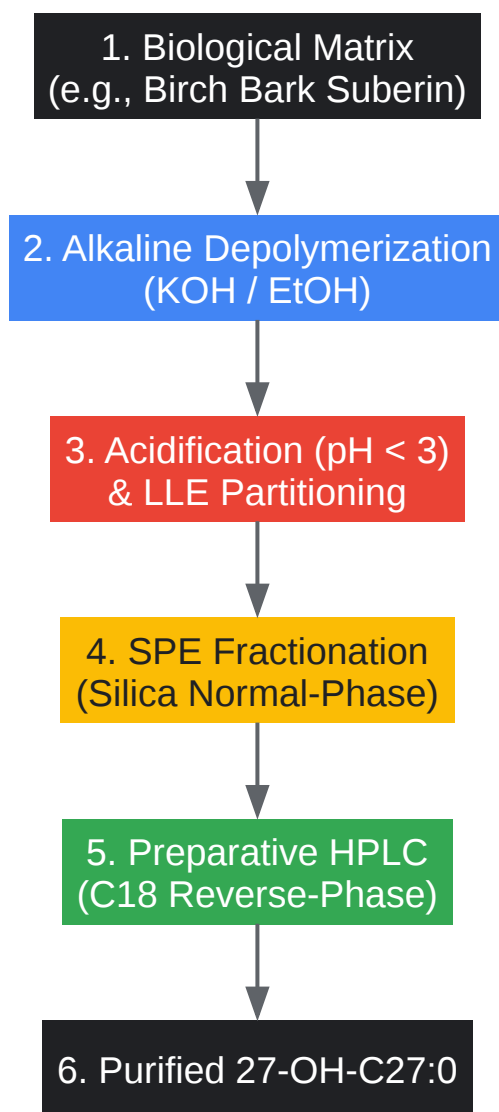 1. Biological Matrix
(e.g., Birch Bark Suberin)
2. Alkaline Depolymerization
(KOH / EtOH)
3. Acidification (pH < 3)
& LLE Partitioning
4. SPE Fractionation
(Silica Normal-Phase)
5. Preparative HPLC
(C18 Reverse-Phase)
6. Purified 27-OH-C27:0